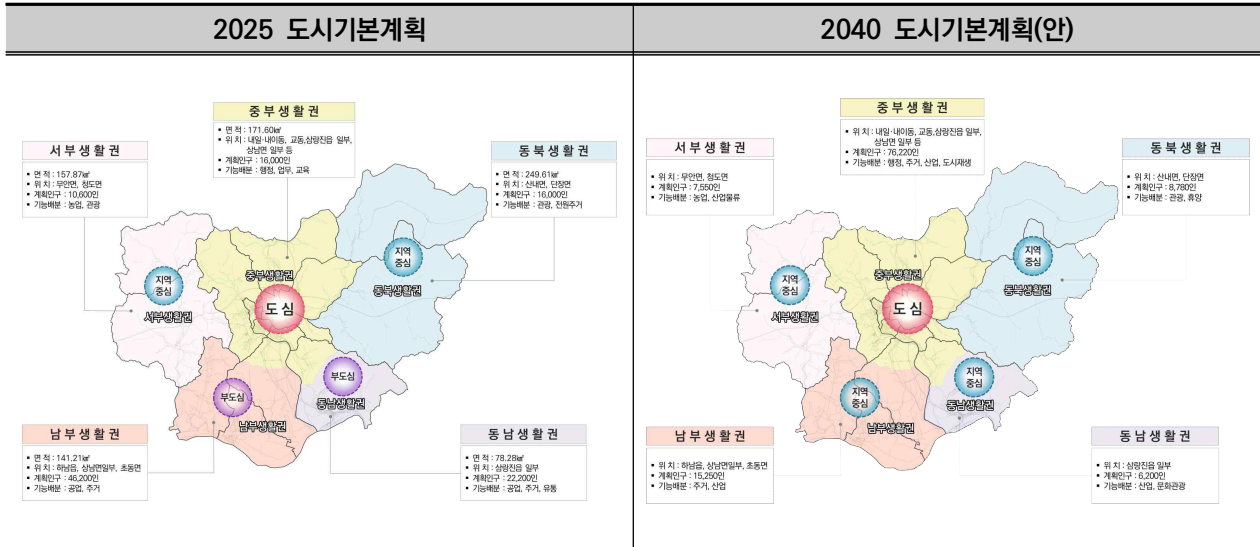 2025 도시기본계획
2040 도시기본계획(안)
중부생활권
▪ 면 적 : 171.60㎢
▪ 위 치 : 내일·내이동, 교동,삼랑진읍 일부,
상남면 일부 등
▪ 계획인구 : 16,000인
▪ 기능배분 : 행정, 업무, 교육
서부생활권
▪ 면 적 : 157.87㎢
▪ 위 치 : 무안면, 청도면
▪ 계획인구 : 10,600인
▪ 기능배분 : 농업, 관광
동북생활권
▪ 면 적 : 249.61㎢
▪ 위 치 : 산내면, 단장면
▪ 계획인구 : 16,000인
▪ 기능배분 : 관광, 전원주거
지역
중심
중부생활권
지역
중심
동북생활권
도심
서부생활권
부도심
부도심
동남생활권
남부생활권
남부생활권
▪ 면 적 : 141.21㎢
▪ 위 치 : 하남읍, 상남면일부, 초동면
▪ 계획인구 : 46,200인
▪ 기능배분 : 공업, 주거
동남생활권
▪ 면 적 : 78.28㎢
▪ 위 치 : 삼랑진읍 일부
▪ 계획인구 : 22,200인
▪ 기능배분 : 공업, 주거, 유통
중부생활권
▪ 위 치 : 내일·내이동, 교동,삼랑진읍 일부,
상남면 일부 등
▪ 계획인구 : 76,220인
▪ 기능배분 : 행정, 주거, 산업, 도시재생
서부생활권
▪ 위 치 : 무안면, 청도면
▪ 계획인구 : 7,550인
▪ 기능배분 : 농업, 산업물류
동북생활권
▪ 위 치 : 산내면, 단장면
▪ 계획인구 : 8,780인
▪ 기능배분 : 관광, 휴양
지역
중심
중부생활권
지역
중심
동북생활권
도심
서부생활권
지역
중심
지역
중심
동남생활권
남부생활권
남부생활권
▪ 위 치 : 하남읍, 상남면일부, 초동면
▪ 계획인구 : 15,250인
▪ 기능배분 : 주거, 산업
동남생활권
▪ 위 치 : 삼랑진읍 일부
▪ 계획인구 : 6,200인
▪ 기능배분 : 산업, 문화관광